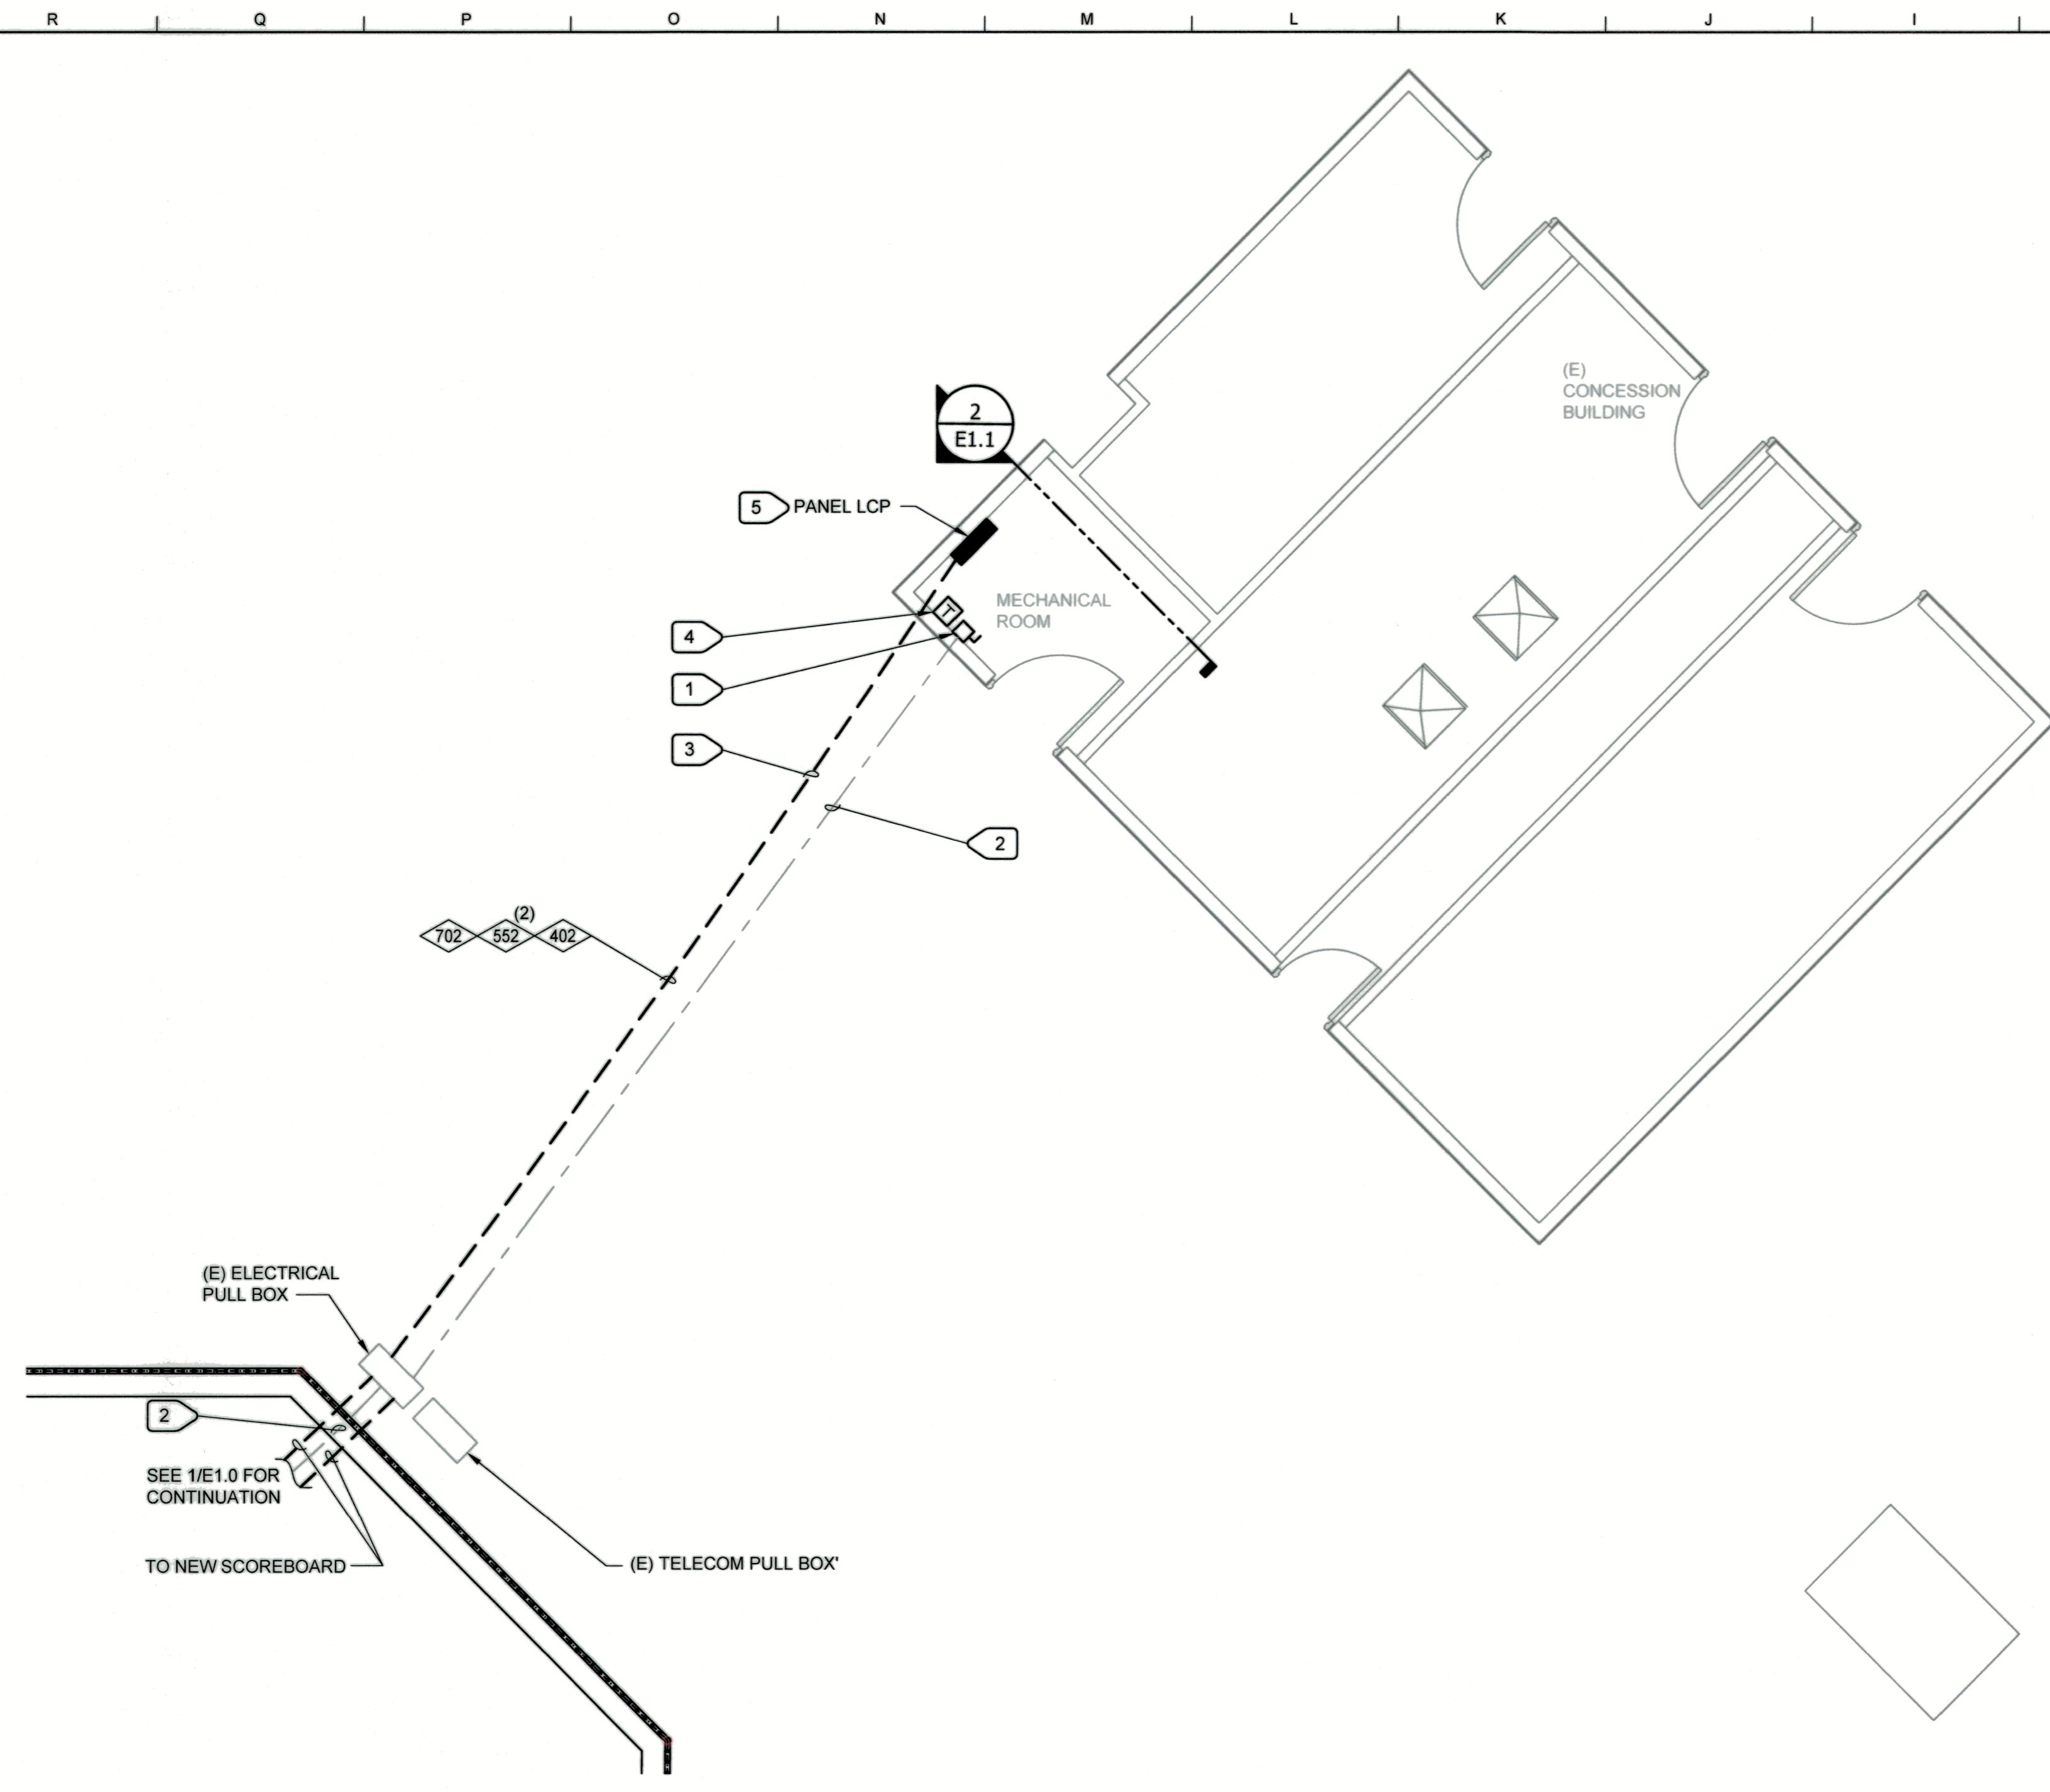 R Q P O N M L K J I
(E)
CONCESSION
BUILDING
2
E1.1
5 PANEL LCP
MECHANICAL
ROOM
T
4
1
3
2
(2)
702 552 402
(E) ELECTRICAL
PULL BOX
2
SEE 1/E1.0 FOR
CONTINUATION
TO NEW SCOREBOARD
(E) TELECOM PULL BOX'